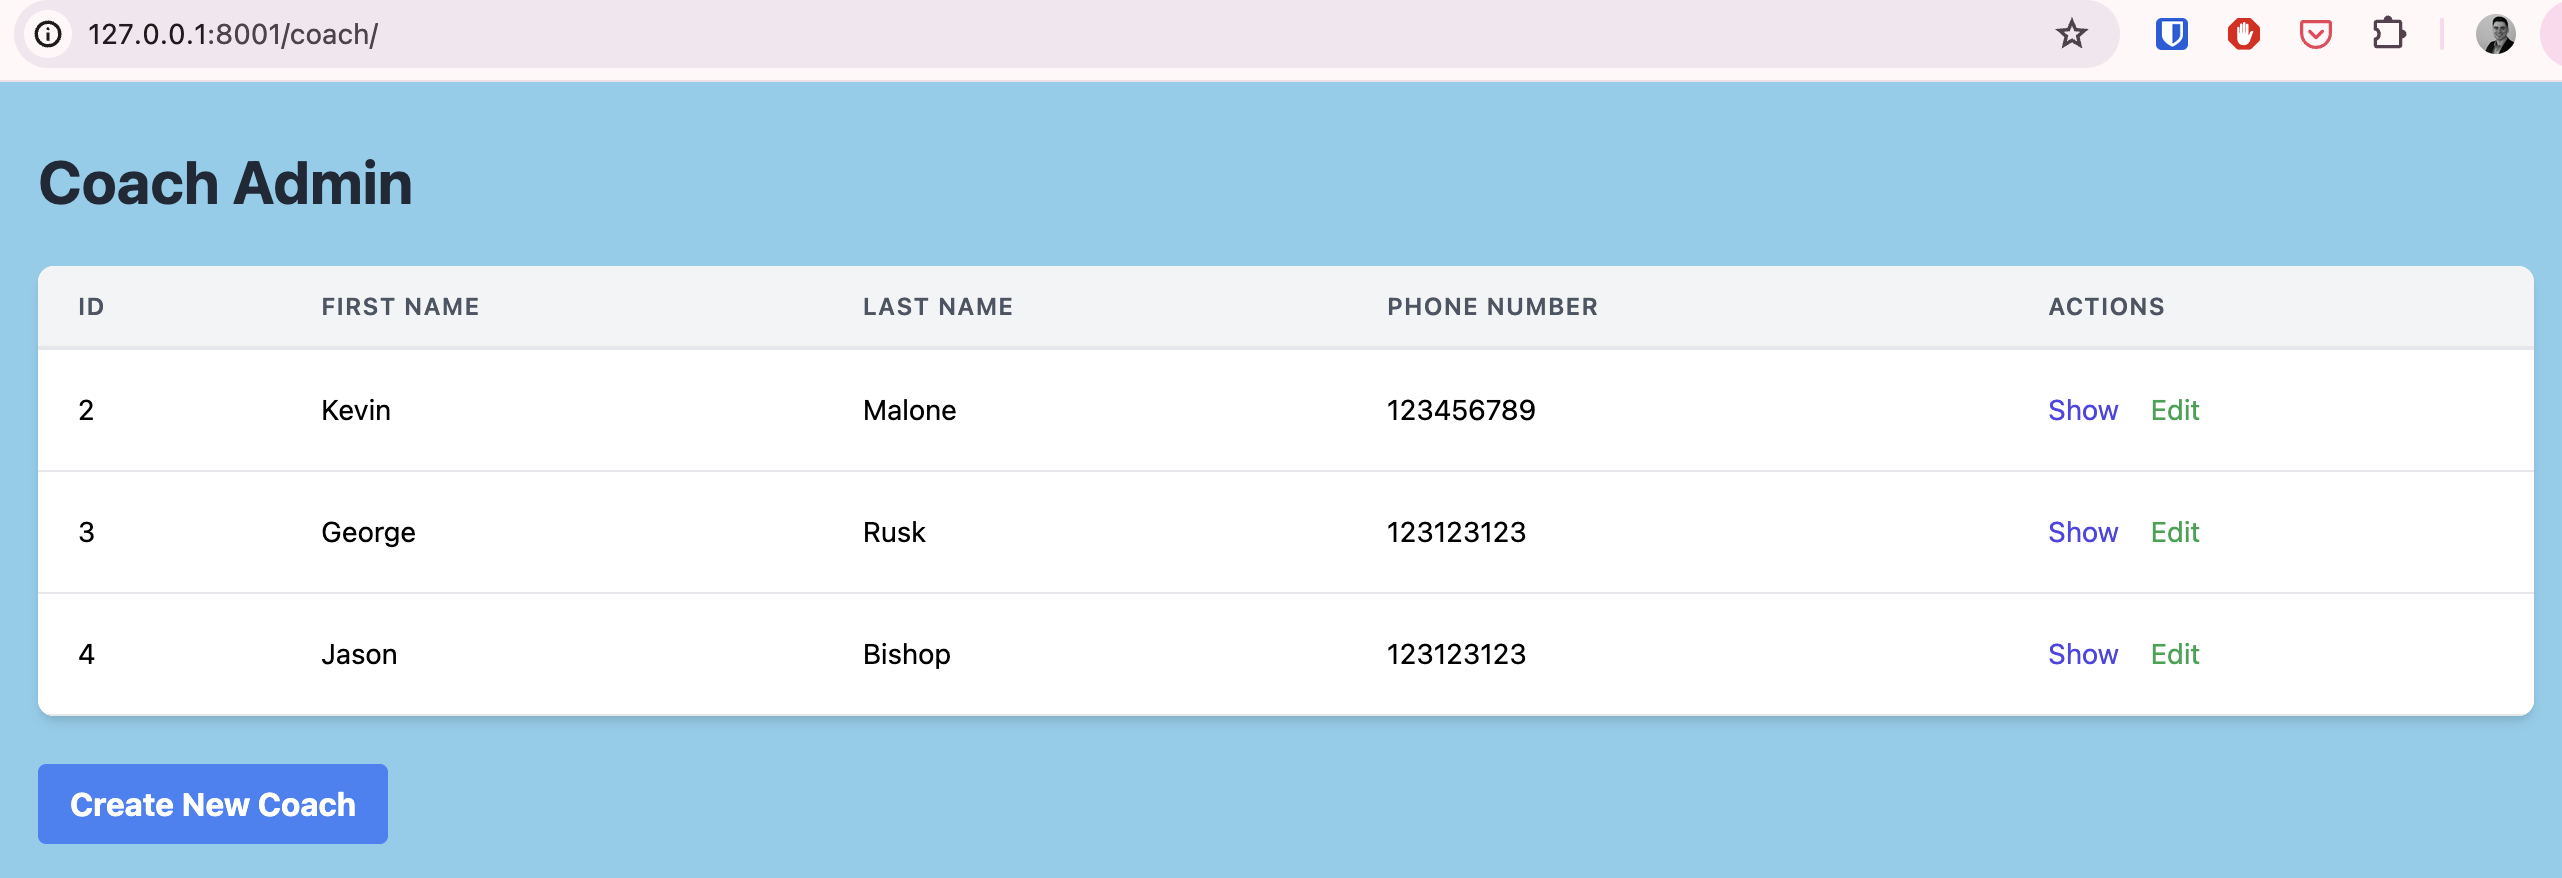 127.0.0.1:8001/coach/
Coach Admin
ID FIRST NAME LAST NAME PHONE NUMBER ACTIONS
2 Kevin Malone 123456789 Show Edit
3 George Rusk 123123123 Show Edit
4 Jason Bishop 123123123 Show Edit
Create New Coach